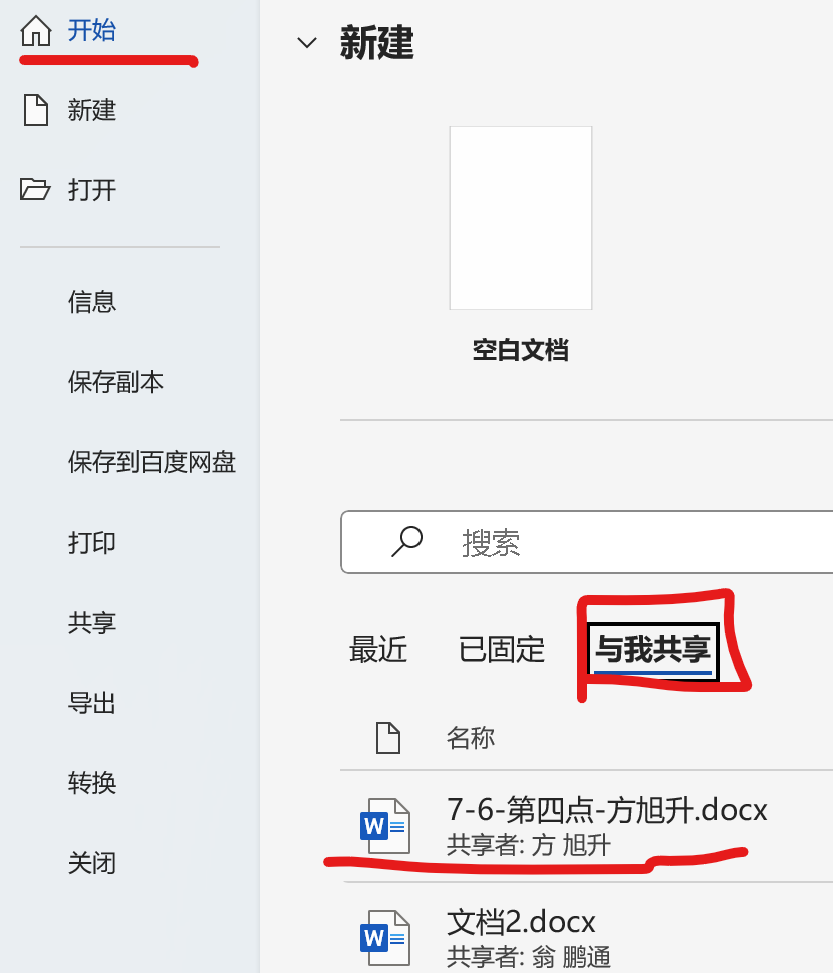 开始
新建
打开
信息
保存副本
保存到百度网盘
打印
共享
导出
转换
关闭
新建
空白文档
搜索
最近 已固定 与我共享
名称
W
7-6-第四点-方旭升.docx
共享者: 方 旭升
W
文档2.docx
共享者: 翁 鹏通